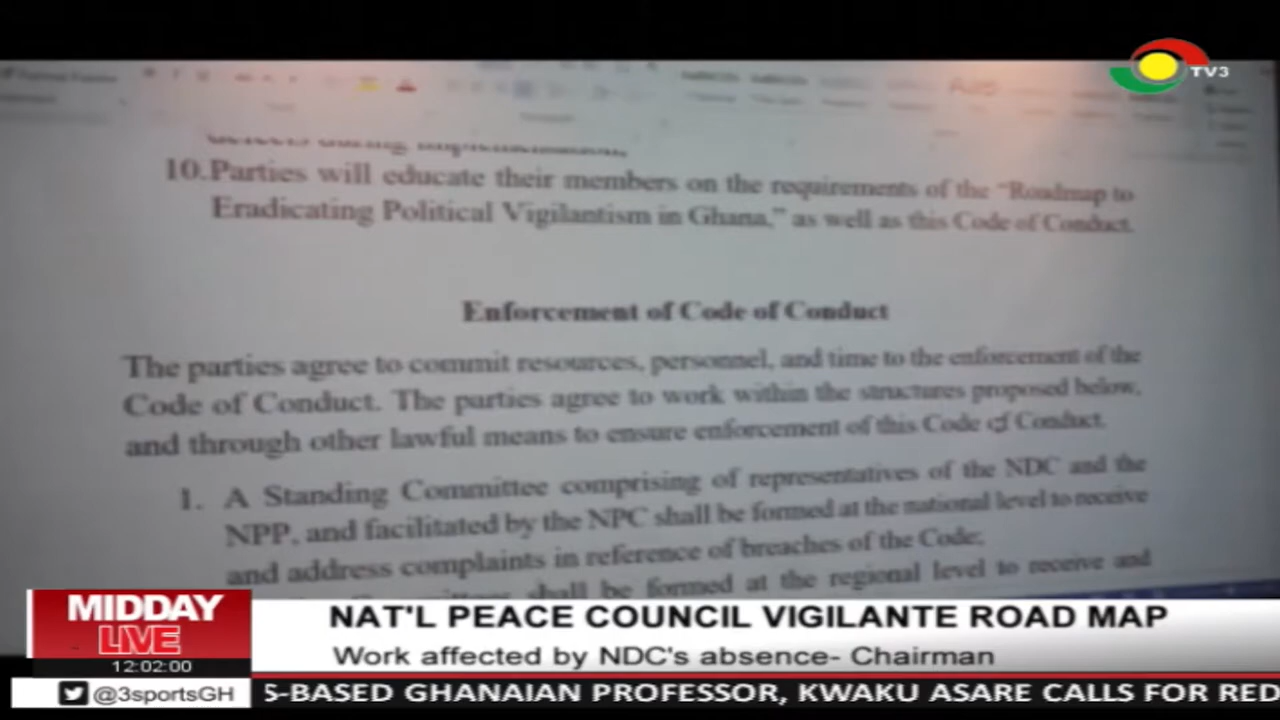 TV3
10. Parties will educate their members on the requirements of the "Roadmap to
Eradicating Political Vigilantism in Ghana," as well as this Code of Conduct.
Enforcement of Code of Conduct
The parties agree to commit resources, personnel, and time to the enforcement of the
Code of Conduct. The parties agree to work within the structures proposed below,
and through other lawful means to ensure enforcement of this Code of Conduct.
1. A Standing Committee comprising of representatives of the NDC and the
NPP, and facilitated by the NPC shall be formed at the national level to receive
and address complaints in reference of breaches of the Code;
shall be formed at the regional level to receive and
MIDDAY
LIVE
12:02:00
NAT'L PEACE COUNCIL VIGILANTE ROAD MAP
Work affected by NDC's absence- Chairman
@3sportsGH
S-BASED GHANAIAN PROFESSOR, KWAKU ASARE CALLS FOR RED